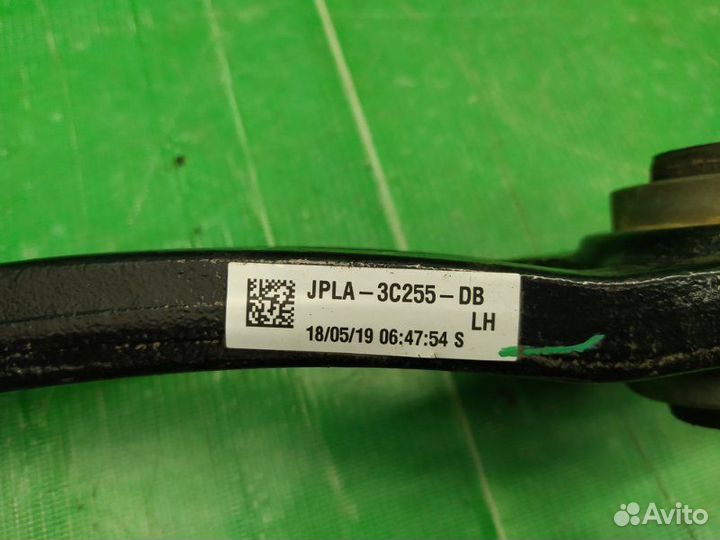 JPLA-3C255-DB
LH
18/05/19 06:47:54 S
Avito